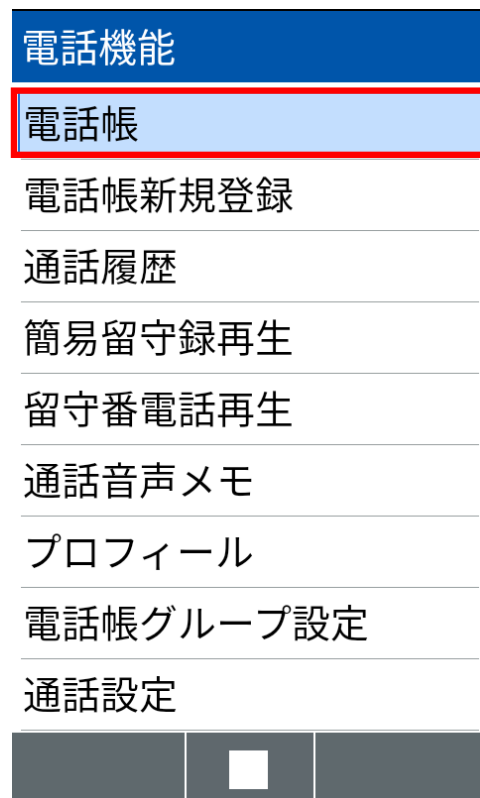 電話機能
電話帳
電話帳新規登録
通話履歴
簡易留守録再生
留守番電話再生
通話音声メモ
プロフィール
電話帳グループ設定
通話設定